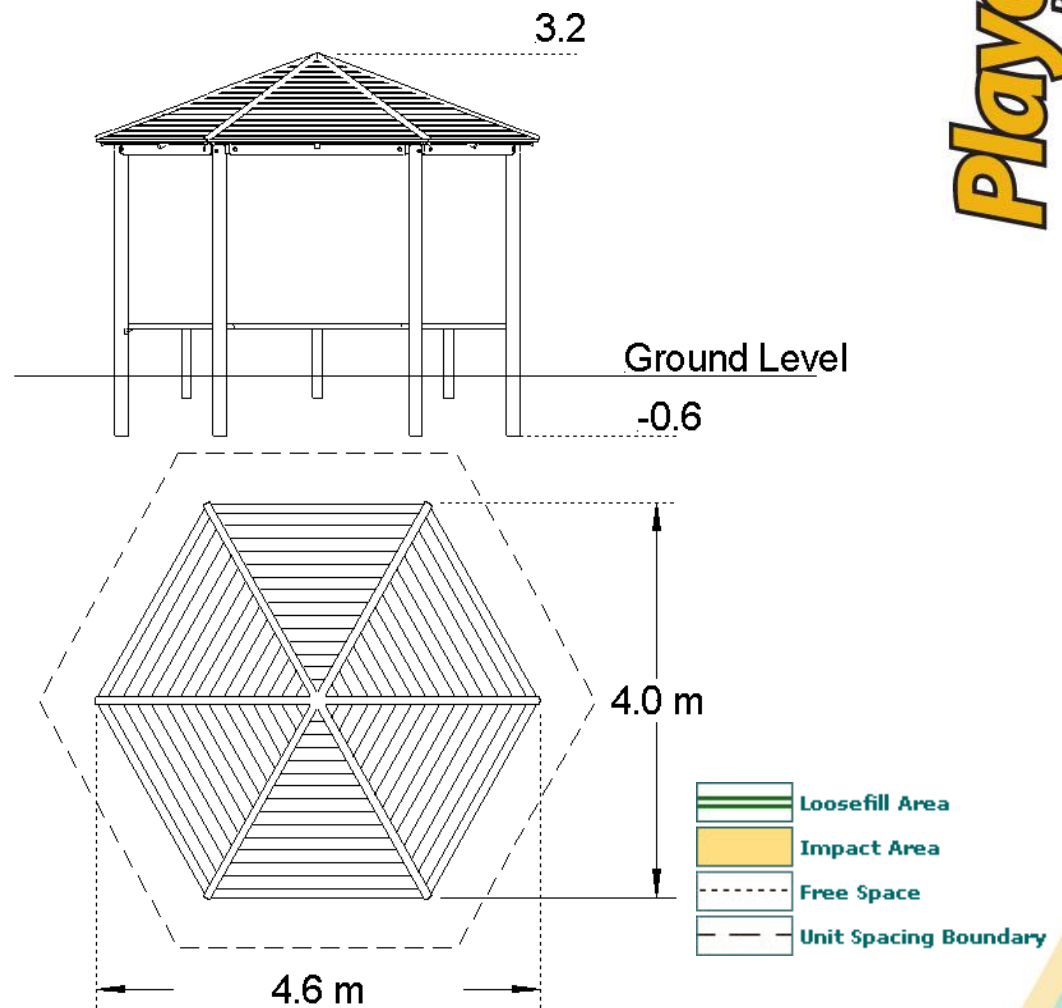 3.2
Play
Ground Level
-0.6
4.0 m
Loosefill Area
Impact Area
Free Space
Unit Spacing Boundary
4.6 m